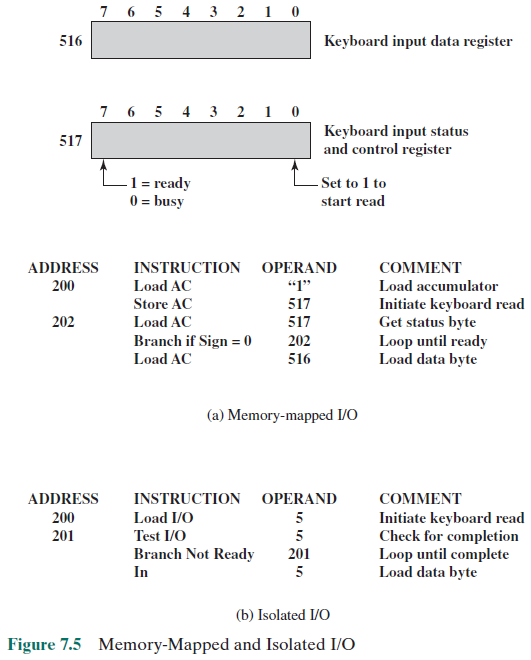 7 6 5 4 3 2 1 0
516 Keyboard input data register
7 6 5 4 3 2 1 0
517 Keyboard input status
and control register
1 = ready
0 = busy
Set to 1 to
start read
ADDRESS INSTRUCTION OPERAND COMMENT
200 Load AC “1” Load accumulator
Store AC 517 Initiate keyboard read
202 Load AC 517 Get status byte
Branch if Sign = 0 202 Loop until ready
Load AC 516 Load data byte
(a) Memory-mapped I/O
ADDRESS INSTRUCTION OPERAND COMMENT
200 Load I/O 5 Initiate keyboard read
201 Test I/O 5 Check for completion
Branch Not Ready 201 Loop until complete
In 5 Load data byte
(b) Isolated I/O
Figure 7.5 Memory-Mapped and Isolated I/O